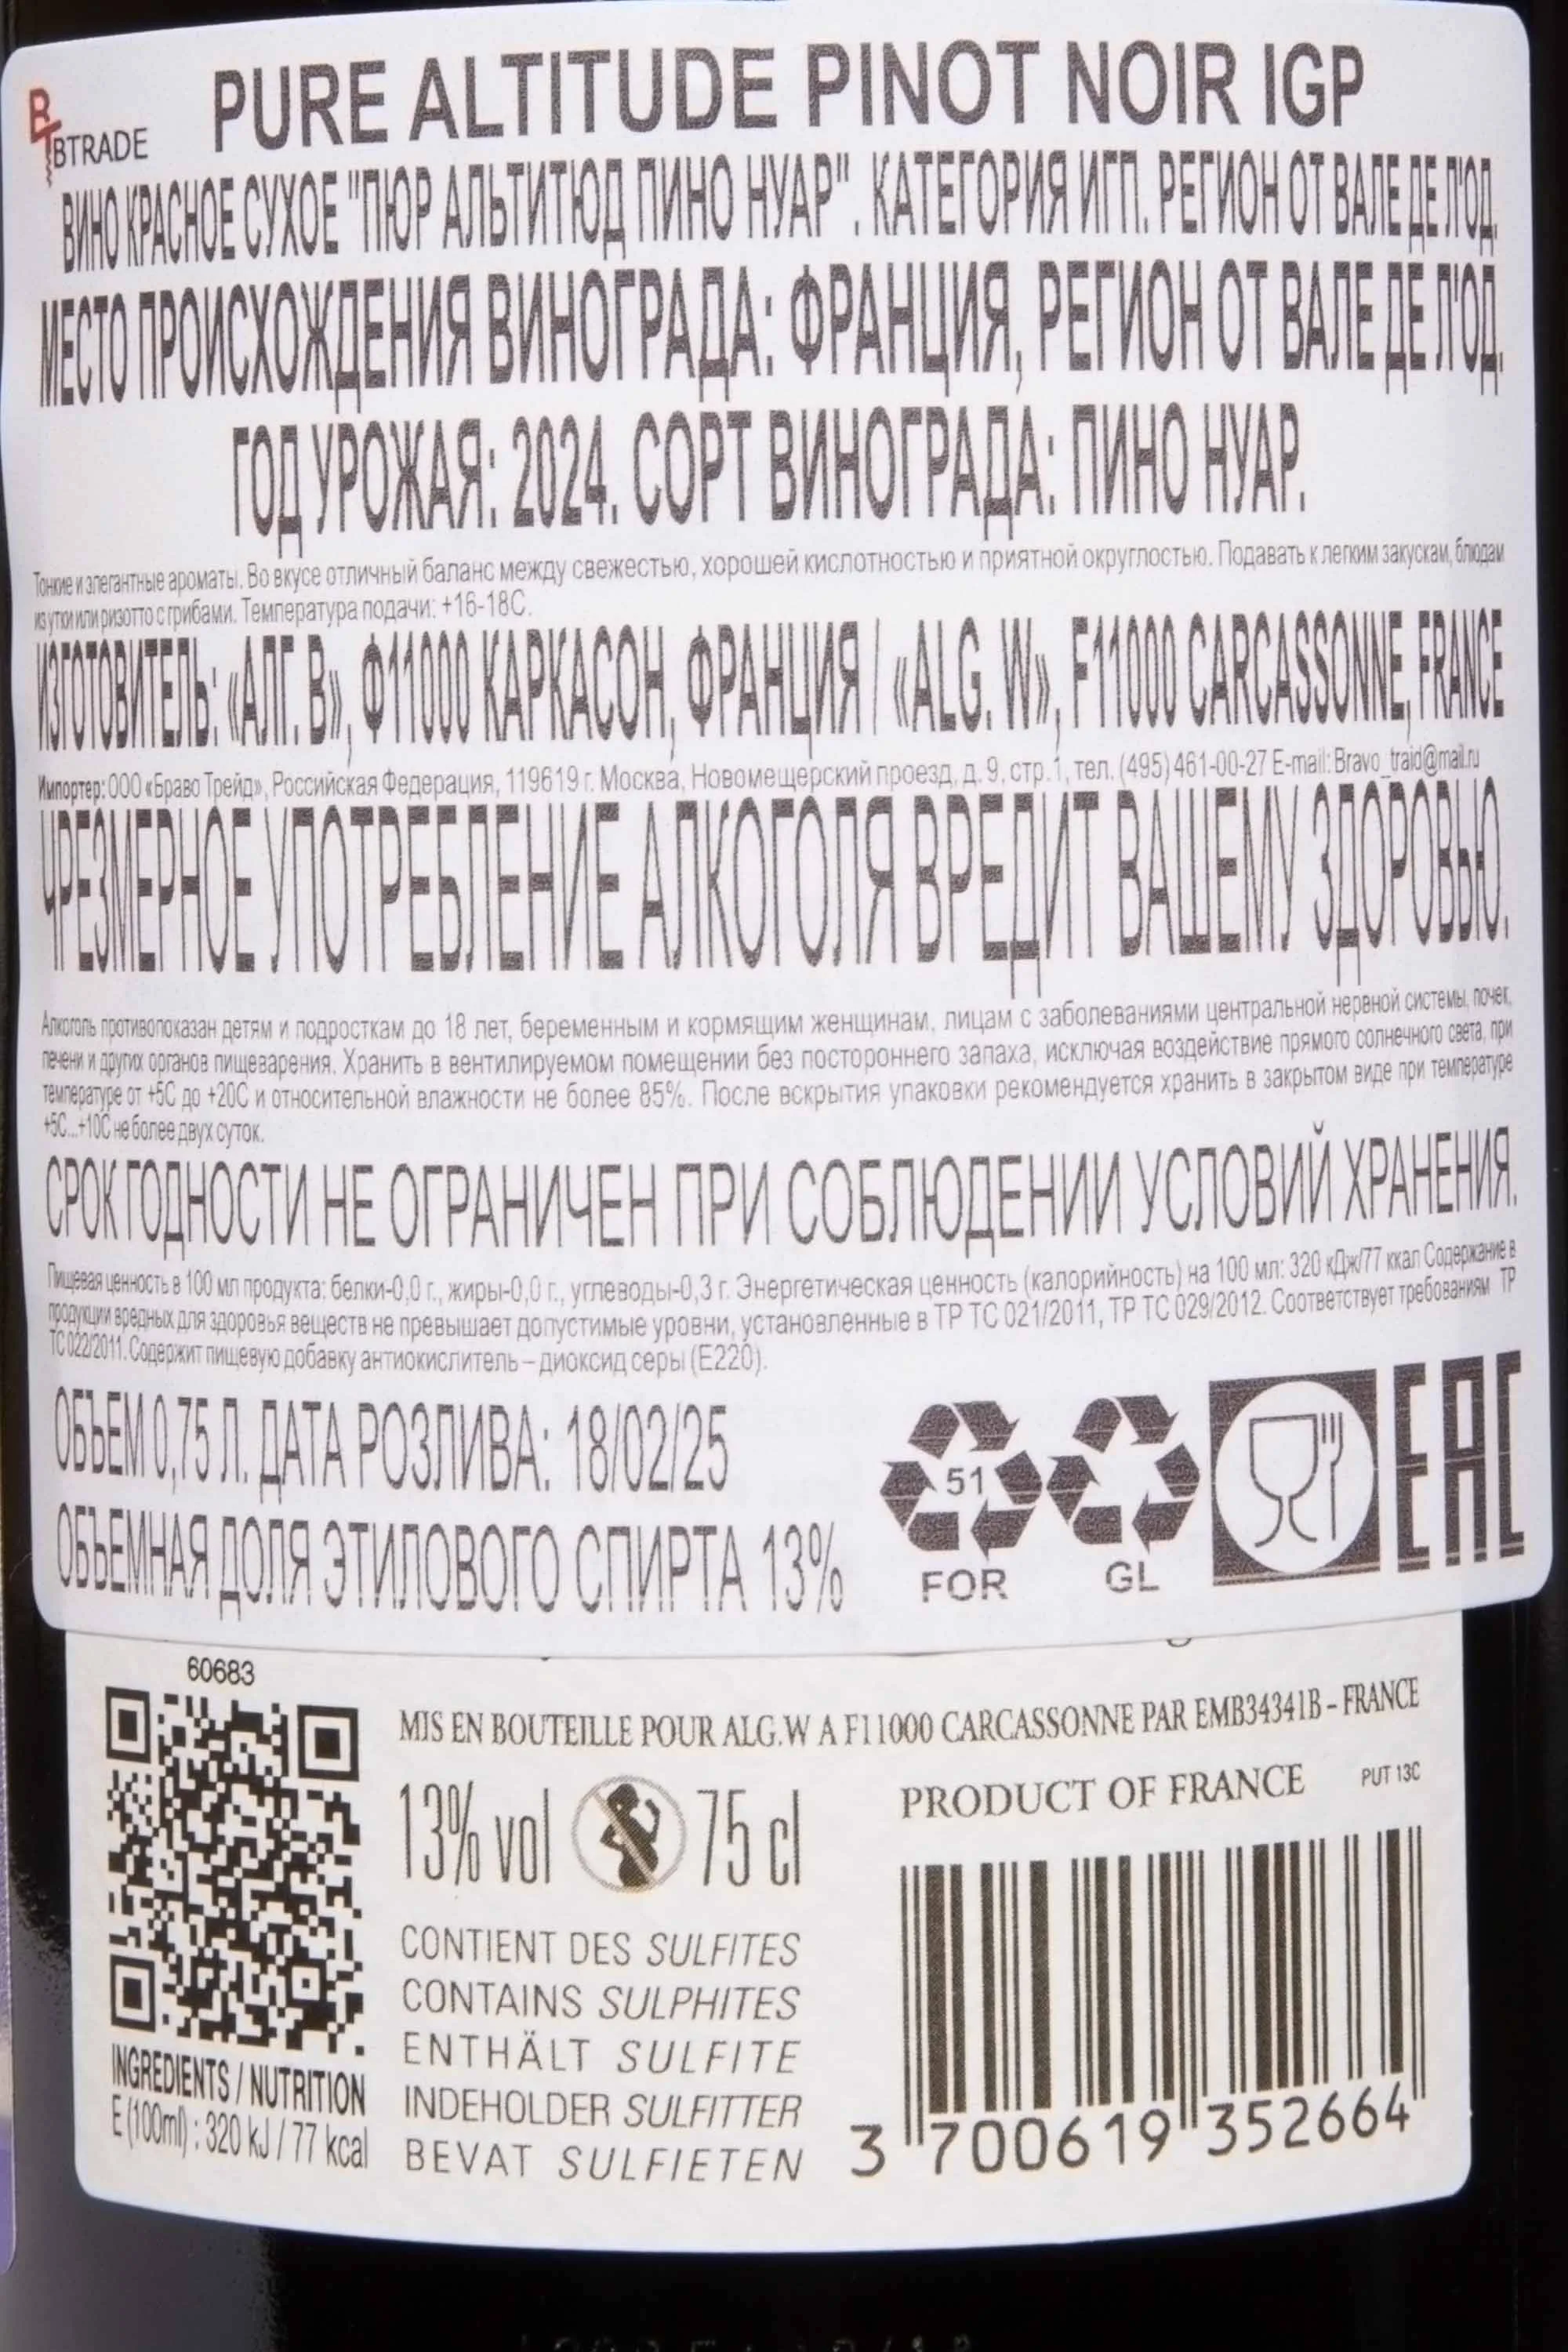 BTRADE
PURE ALTITUDE PINOT NOIR IGP
ВИНО КРАСНОЕ СУХОЕ "ПЮР АЛЬТИТЮД ПИНО НУАР". КАТЕГОРИЯ ИГП. РЕГИОН ОТ ВАЛЕ ДЕ Л'ОД.
МЕСТО ПРОИСХОЖДЕНИЯ ВИНОГРАДА: ФРАНЦИЯ, РЕГИОН ОТ ВАЛЕ ДЕ Л'ОД.
ГОД УРОЖАЯ: 2024. СОРТ ВИНОГРАДА: ПИНО НУАР.
Тонкие и элегантные ароматы. Во вкусе отличный баланс между свежестью, хорошей кислотностью и приятной округлостью. Подавать к легким закускам, блюдам
из утки или ризотто с грибами. Температура подачи: +16-18С.
ИЗГОТОВИТЕЛЬ: «АЛГ. В», Ф11000 КАРКАСОН, ФРАНЦИЯ / «ALG. W», F11000 CARCASSONNE, FRANCE
Импортер: ООО «Браво Трейд», Российская Федерация, 119619 г. Москва, Новомещерский проезд, д. 9, стр.1, тел. (495) 461-00-27 E-mail: Bravo_traid@mail.ru
ЧРЕЗМЕРНОЕ УПОТРЕБЛЕНИЕ АЛКОГОЛЯ ВРЕДИТ ВАШЕМУ ЗДОРОВЬЮ.
Алкоголь противопоказан детям и подросткам до 18 лет, беременным и кормящим женщинам, лицам с заболеваниями центральной нервной системы, почек,
печени и других органов пищеварения. Хранить в вентилируемом помещении без постороннего запаха, исключая воздействие прямого солнечного света, при
температуре от +5С до +20С и относительной влажности не более 85%. После вскрытия упаковки рекомендуется хранить в закрытом виде при температуре
+5С...+10С не более двух суток.
СРОК ГОДНОСТИ НЕ ОГРАНИЧЕН ПРИ СОБЛЮДЕНИИ УСЛОВИЙ ХРАНЕНИЯ.
Пищевая ценность в 100 мл продукта: белки-0,0 г., жиры-0,0 г., углеводы-0,3 г. Энергетическая ценность (калорийность) на 100 мл: 320 кДж/77 ккал Содержание в
продукции вредных для здоровья веществ не превышает допустимые уровни, установленные в ТР ТС 021/2011, ТР ТС 029/2012. Соответствует требованиям ТР
ТС 022/2011. Содержит пищевую добавку антиокислитель – диоксид серы (Е220).
ОБЪЕМ 0,75 Л. ДАТА РОЗЛИВА: 18/02/25
ОБЪЕМНАЯ ДОЛЯ ЭТИЛОВОГО СПИРТА 13%
51
FOR
GL
EAC
60683
MIS EN BOUTEILLE POUR ALG.W A F11000 CARCASSONNE PAR EMB34341B – FRANCE
13% vol
75 cl
PRODUCT OF FRANCE
PUT 13C
CONTIENT DES SULFITES
CONTAINS SULPHITES
ENTHÄLT SULFITE
INDEHOLDER SULFITTER
BEVAT SULFIETEN
INGREDIENTS / NUTRITION
E (100ml) : 320 kJ / 77 kcal
3 700619 352664